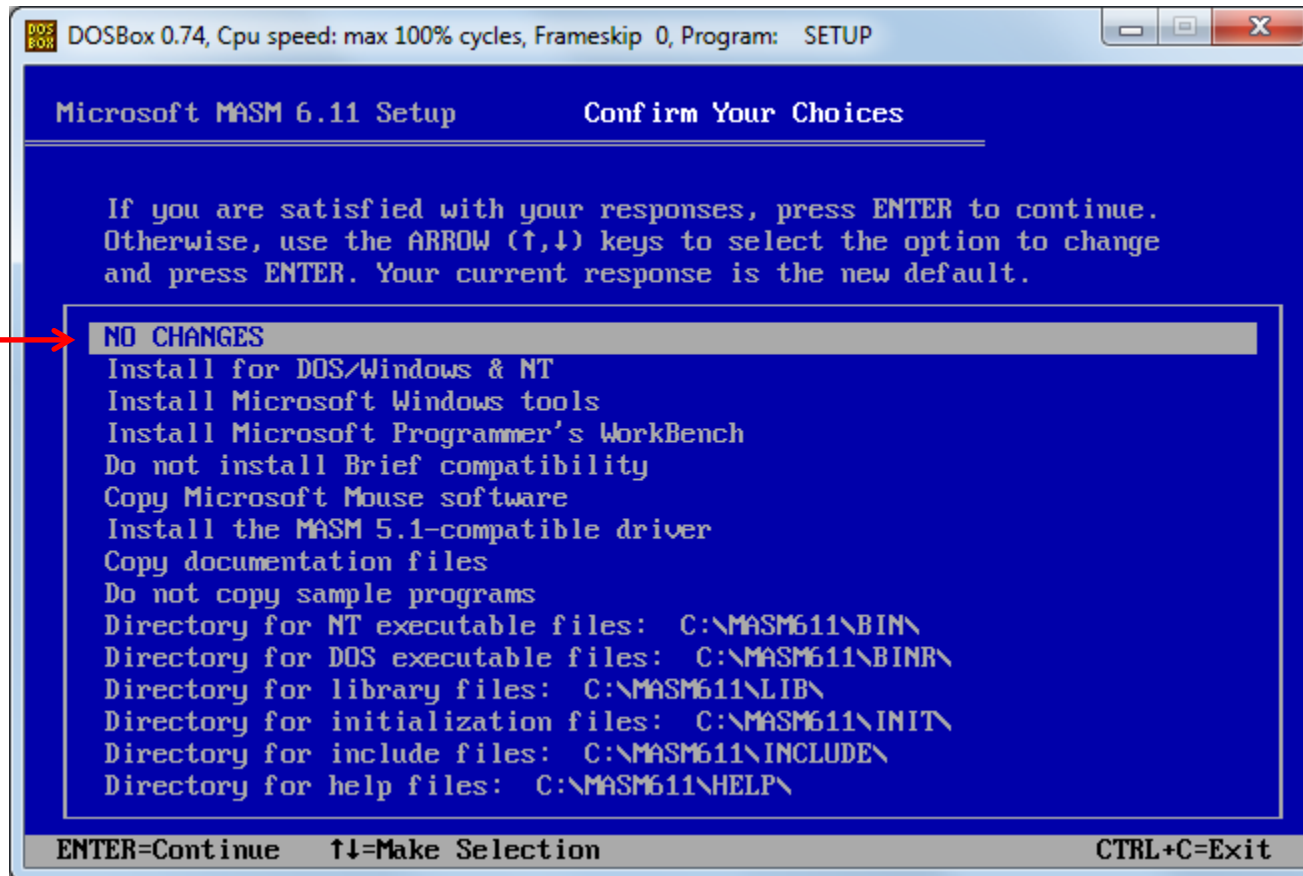 DOS BOX DOSBox 0.74, Cpu speed: max 100% cycles, Frameskip 0, Program: SETUP
Microsoft MASM 6.11 Setup Confirm Your Choices
If you are satisfied with your responses, press ENTER to continue.
Otherwise, use the ARROW (↑,↓) keys to select the option to change
and press ENTER. Your current response is the new default.
NO CHANGES
Install for DOS/Windows & NT
Install Microsoft Windows tools
Install Microsoft Programmer's WorkBench
Do not install Brief compatibility
Copy Microsoft Mouse software
Install the MASM 5.1-compatible driver
Copy documentation files
Do not copy sample programs
Directory for NT executable files: C:\MASM611\BIN\
Directory for DOS executable files: C:\MASM611\BINR\
Directory for library files: C:\MASM611\LIB\
Directory for initialization files: C:\MASM611\INIT\
Directory for include files: C:\MASM611\INCLUDE\
Directory for help files: C:\MASM611\HELP\
ENTER=Continue ↑↓=Make Selection CTRL+C=Exit